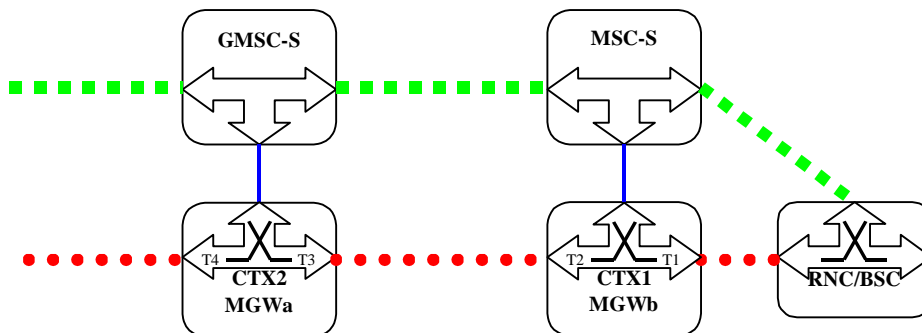 GMSC-S
MSC-S
T4
T3
CTX2
MGWa
T2
T1
CTX1
MGWb
RNC/BSC